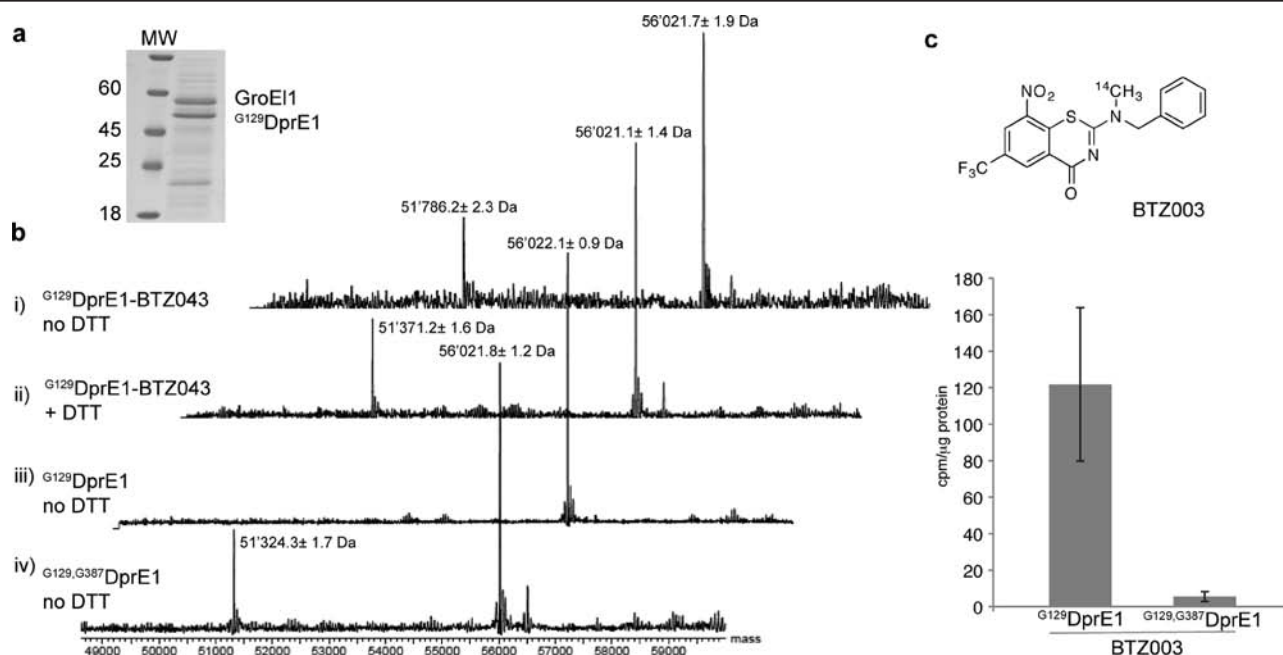 a
MW
60
45
25
18
GroEl1
G129DprE1
b
56'021.7± 1.9 Da
56'021.1± 1.4 Da
51'786.2± 2.3 Da
56'022.1± 0.9 Da
i) G129DprE1-BTZ043
no DTT
51'371.2± 1.6 Da
56'021.8± 1.2 Da
ii) G129DprE1-BTZ043
+ DTT
iii) G129DprE1
no DTT
51'324.3± 1.7 Da
iv) G129,G387DprE1
no DTT
49000 50000 51000 52000 53000 54000 55000 56000 57000 58000 59000 mass
c
NO2
14CH3
S
N
N
F3C
O
BTZ003
180
160
140
120
100
80
60
40
20
0
cpm/µg protein
G129DprE1 G129,G387DprE1
BTZ003